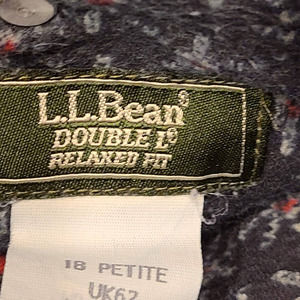 L.L.Bean®
DOUBLE L®
RELAXED FIT
18 PETITE
UK62